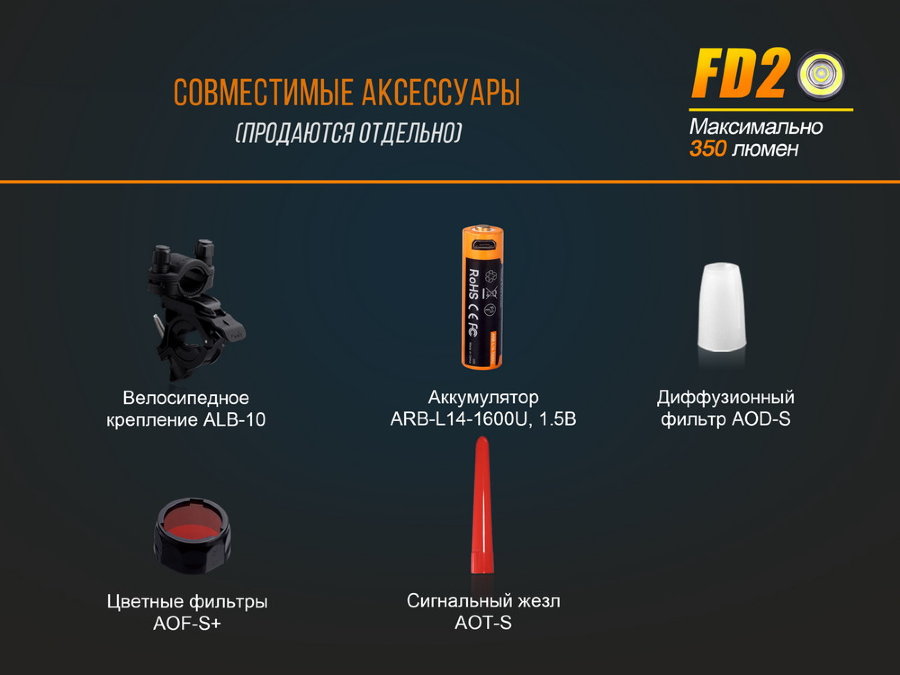 СОВМЕСТИМЫЕ АКСЕССУАРЫ
(ПРОДАЮТСЯ ОТДЕЛЬНО)
FD20
Максимально
350 люмен
RoHS CE FC
Велосипедное
крепление ALB-10
Аккумулятор
ARB-L14-1600U, 1.5В
Диффузионный
фильтр AOD-S
Цветные фильтры
AOF-S+
Сигнальный жезл
AOT-S